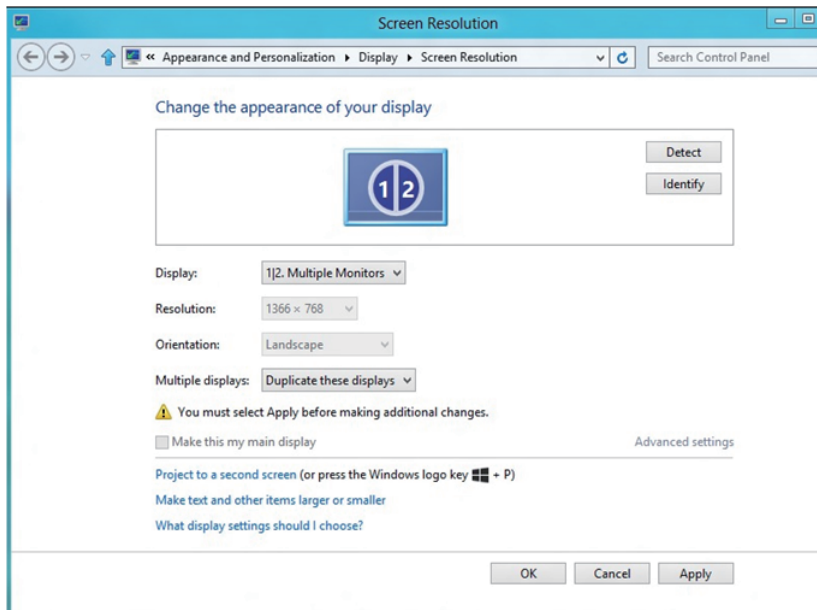 Screen Resolution
« Appearance and Personalization ▸ Display ▸ Screen Resolution Search Control Panel
Change the appearance of your display
1 2
Detect
Identify
Display: 1|2. Multiple Monitors
Resolution: 1366 × 768
Orientation: Landscape
Multiple displays: Duplicate these displays
You must select Apply before making additional changes.
Make this my main display Advanced settings
Project to a second screen (or press the Windows logo key + P)
Make text and other items larger or smaller
What display settings should I choose?
OK Cancel Apply